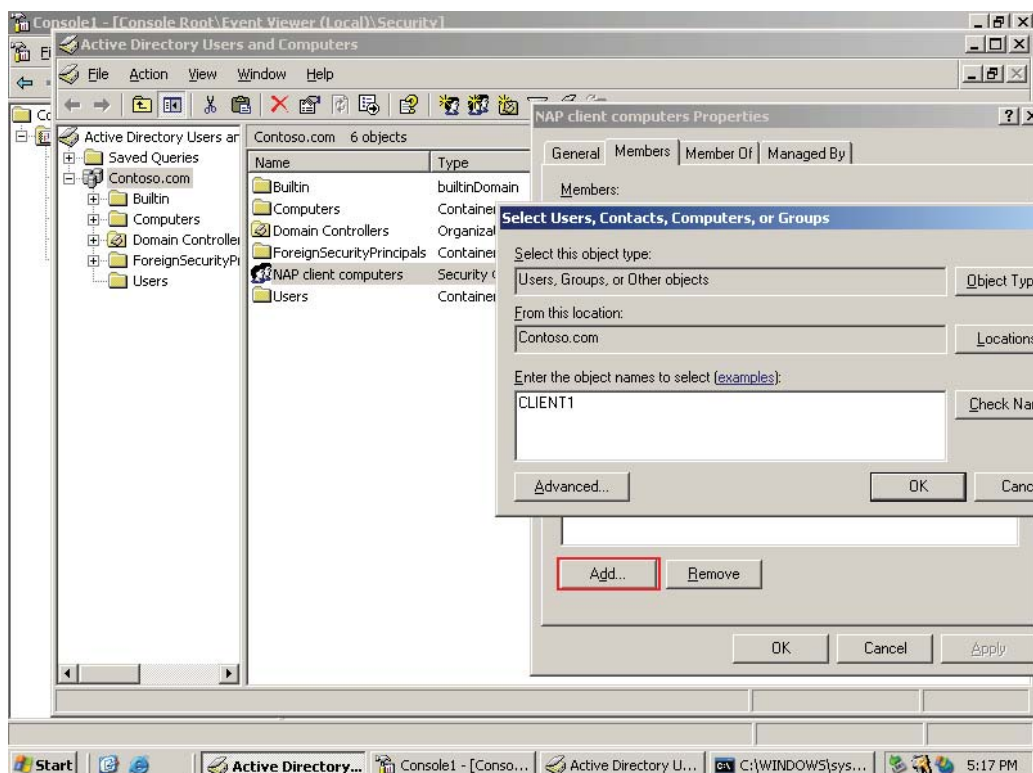 Console1 - [Console Root\Event Viewer (Local)\Security]
Active Directory Users and Computers
File Action View Window Help
NAP client computers Properties
Active Directory Users ar
Saved Queries
Contoso.com
Builtin
Computers
Domain Controller
ForeignSecurityPr
Users
Contoso.com 6 objects
Name Type
Builtin builtinDomain
Computers Container
Domain Controllers Organizat
ForeignSecurityPrincipals Container
NAP client computers Security
Users Container
General Members Member Of Managed By
Members:
Select Users, Contacts, Computers, or Groups
Select this object type:
Users, Groups, or Other objects
Object Typ
From this location:
Contoso.com
Locations
Enter the object names to select (examples):
CLIENT1
Check Nar
Advanced...
OK
Canc
Add...
Remove
OK
Cancel
Apply
Start
Active Directory...
Console1 - [Conso...
Active Directory U...
C:\WINDOWS\sys...
5:17 PM